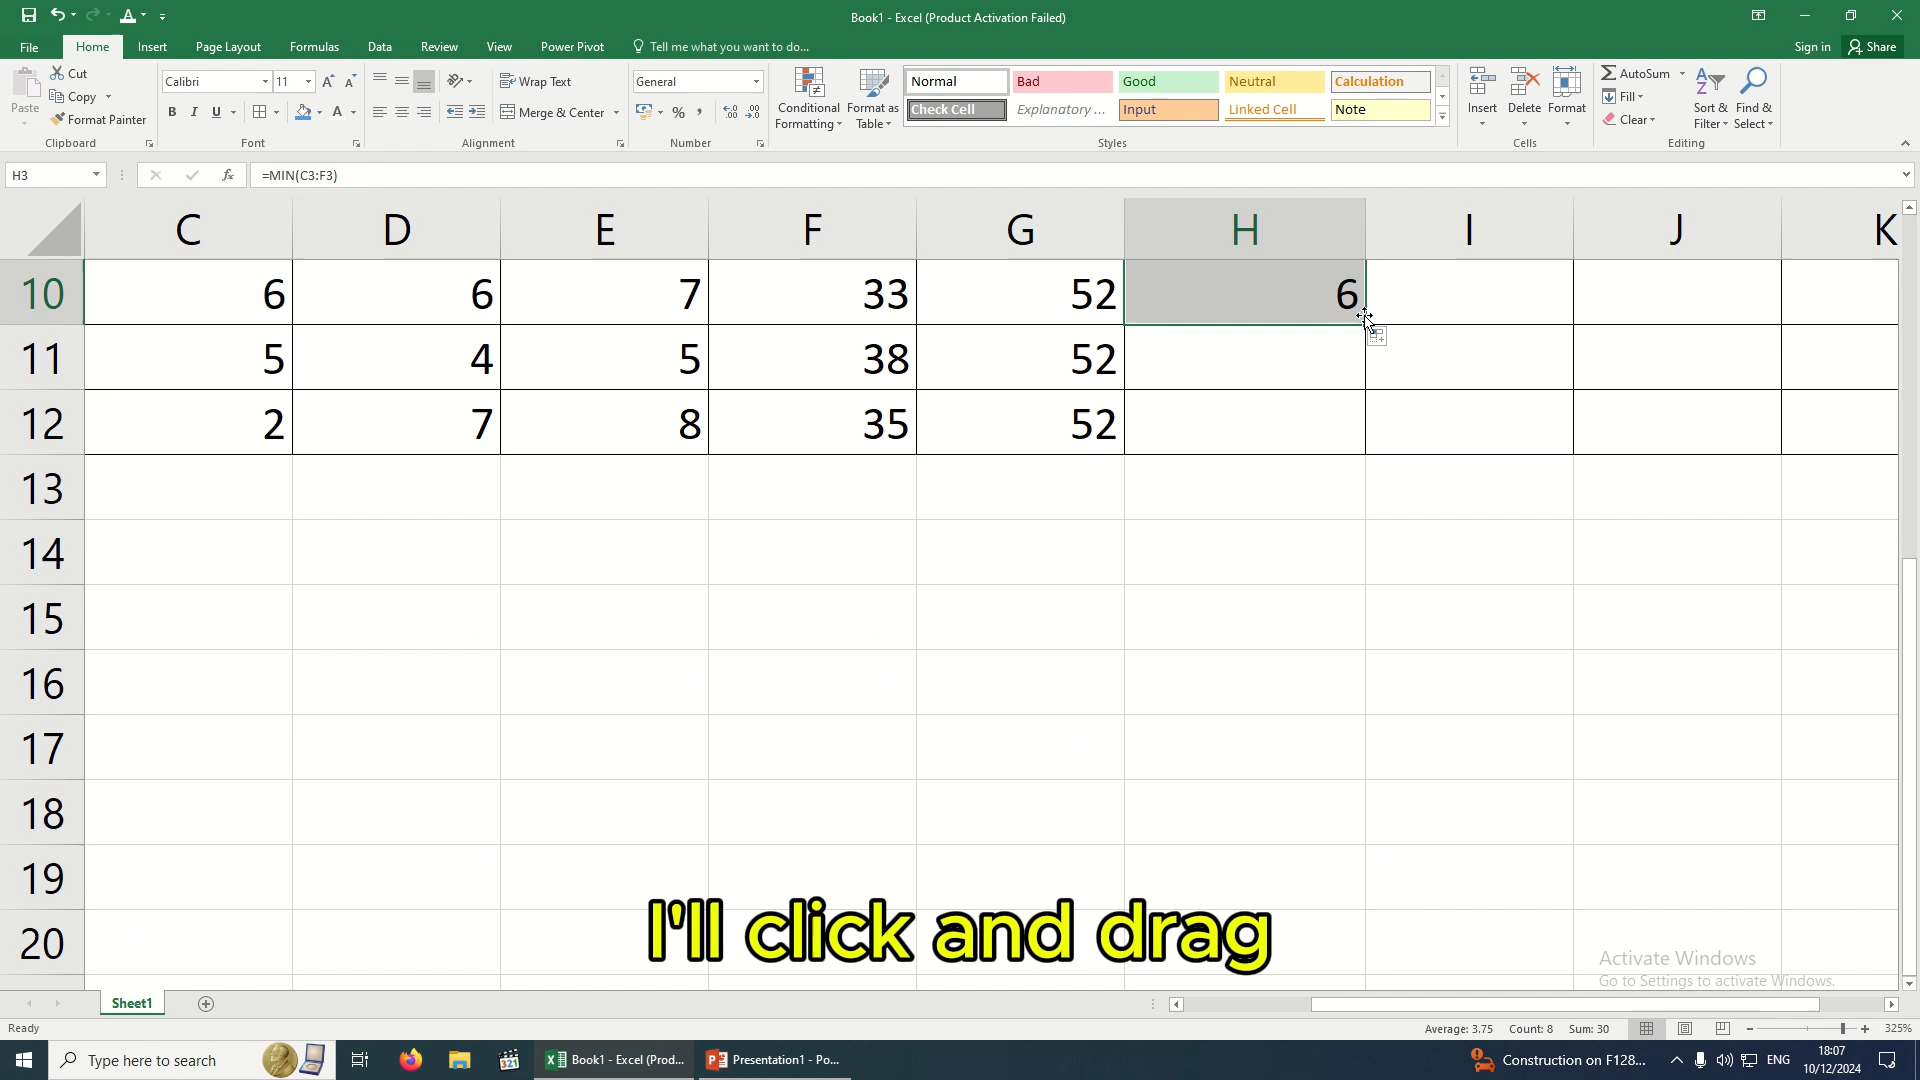 Book1 - Excel (Product Activation Failed)
File Home Insert Page Layout Formulas Data Review View Power Pivot Tell me what you want to do... Sign in Share
Paste
Cut
Copy
Format Painter
Clipboard
Calibri 11
B I U
Font
Wrap Text
Merge & Center
Alignment
General
%
Number
Conditional Formatting
Format as Table
Normal Bad Good Neutral Calculation
Check Cell Explanatory ... Input Linked Cell Note
Styles
Insert Delete Format
Cells
AutoSum
Fill
Clear
Sort & Filter
Find & Select
Editing
H3 fx =MIN(C3:F3)
C D E F G H I J K
10 6 6 7 33 52 6
11 5 4 5 38 52
12 2 7 8 35 52
13
14
15
16
17
18
19
20
I'll click and drag
Activate Windows
Go to Settings to activate Windows.
Sheet1
Ready Average: 3.75 Count: 8 Sum: 30 325%
Type here to search
321
Book1 - Excel (Prod...
Presentation1 - Po...
Construction on F128...
ENG
18:07
10/12/2024